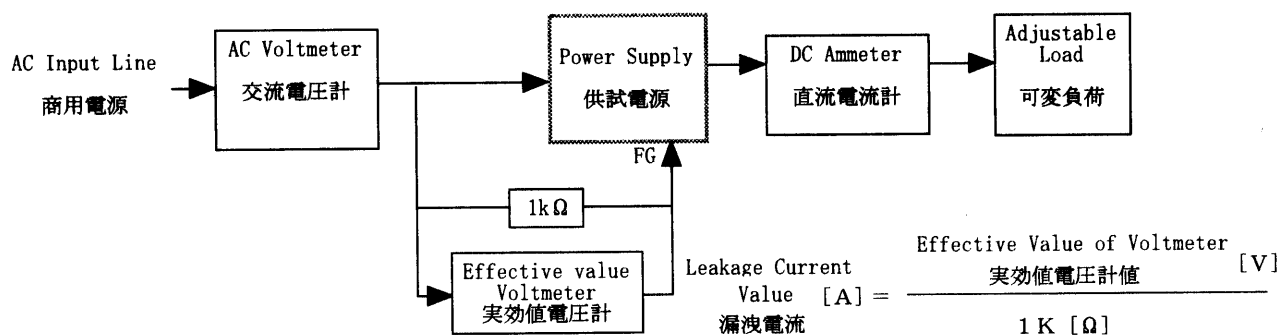 AC Input Line
商用電源
AC Voltmeter
交流電圧計
Power Supply
供試電源
DC Ammeter
直流電流計
Adjustable
Load
可変負荷
FG
1kΩ
Effective value
Voltmeter
実効値電圧計
Leakage Current
Value [A] =
漏洩電流
Effective Value of Voltmeter
実効値電圧計値 [V]
1 K [Ω]